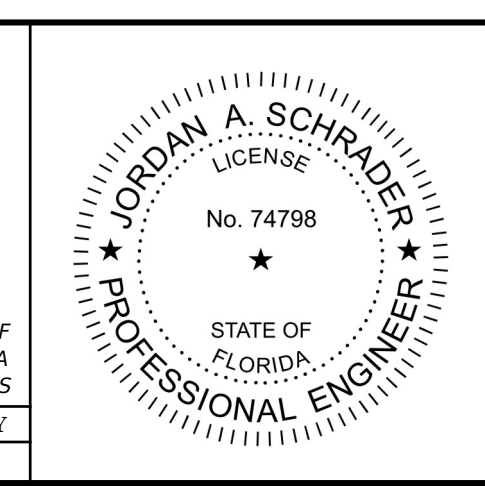 JORDAN A. SCHRADER
LICENSE
No. 74798
★
STATE OF
FLORIDA
★ PROFESSIONAL ENGINEER ★
F
A
S
Y